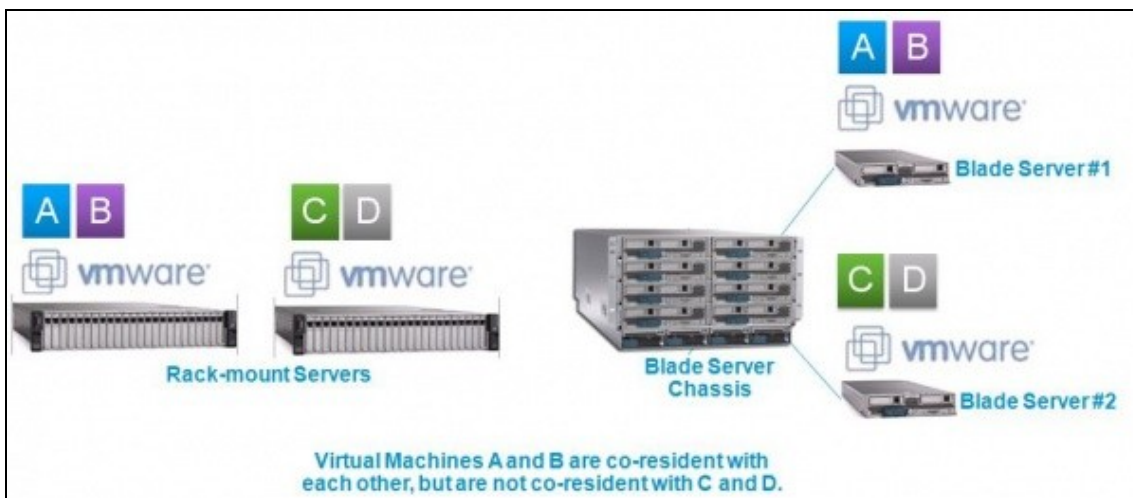 A B
vmware
Blade Server #1
A B
C D
vmware
vmware
Rack-mount Servers
Blade Server
Chassis
C D
vmware
Blade Server #2
Virtual Machines A and B are co-resident with
each other, but are not co-resident with C and D.